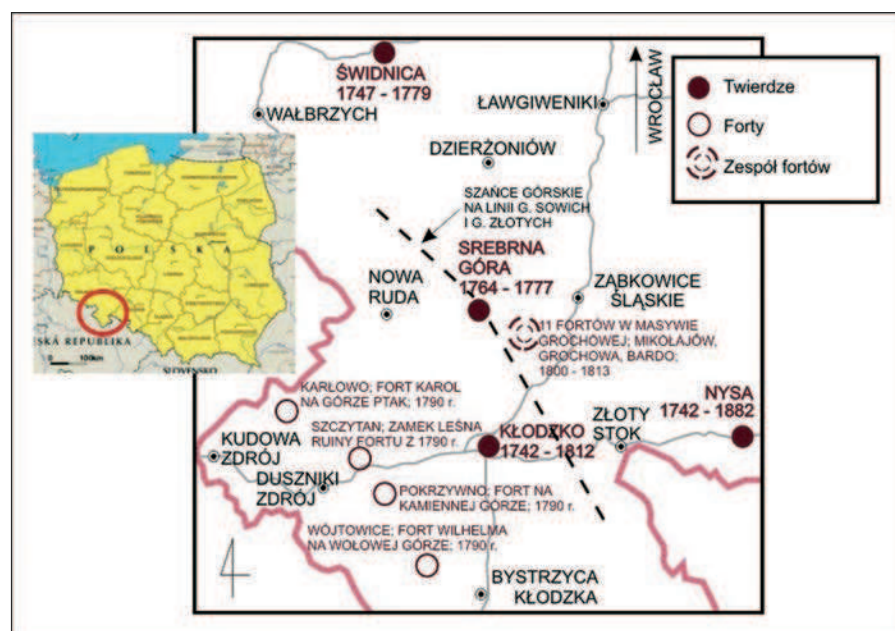 ŚWIDNICA
1747 - 1779
WAŁBRZYCH
ŁAWGIWENIKI
WROCŁAW
DZIERŻONIÓW
SZAŃCE GÓRSKIE
NA LINII G. SOWICH
I G. ZŁOTYCH
SREBRNA
GÓRA
1764 - 1777
NOWA
RUDA
ZĄBKOWICE
ŚLĄSKIE
11 FORTÓW W MASYWIE
GROCHOWEJ; MIKOŁAJÓW,
GROCHOWA, BARDO;
1800 - 1813
KARŁOWO; FORT KAROL
NA GÓRZE PTAK; 1790 r.
NYSA
1742 - 1882
SZCZYTAN; ZAMEK LEŚNA
RUINY FORTU Z 1790 r.
ZŁOTY
STOK
KŁODZKO
1742 - 1812
KUDOWA
ZDRÓJ
DUSZNIKI
ZDRÓJ
POKRZYWNO; FORT NA
KAMIENNEJ GÓRZE; 1790 r.
WÓJTOWICE; FORT WILHELMA
NA WOŁOWEJ GÓRZE; 1790 r.
BYSTRZYCA
KŁODZKA
Twierdze
Forty
Zespół fortów
POLSKA
ESKÁ REPUBLIKA
0 100km
SLOVENSKO